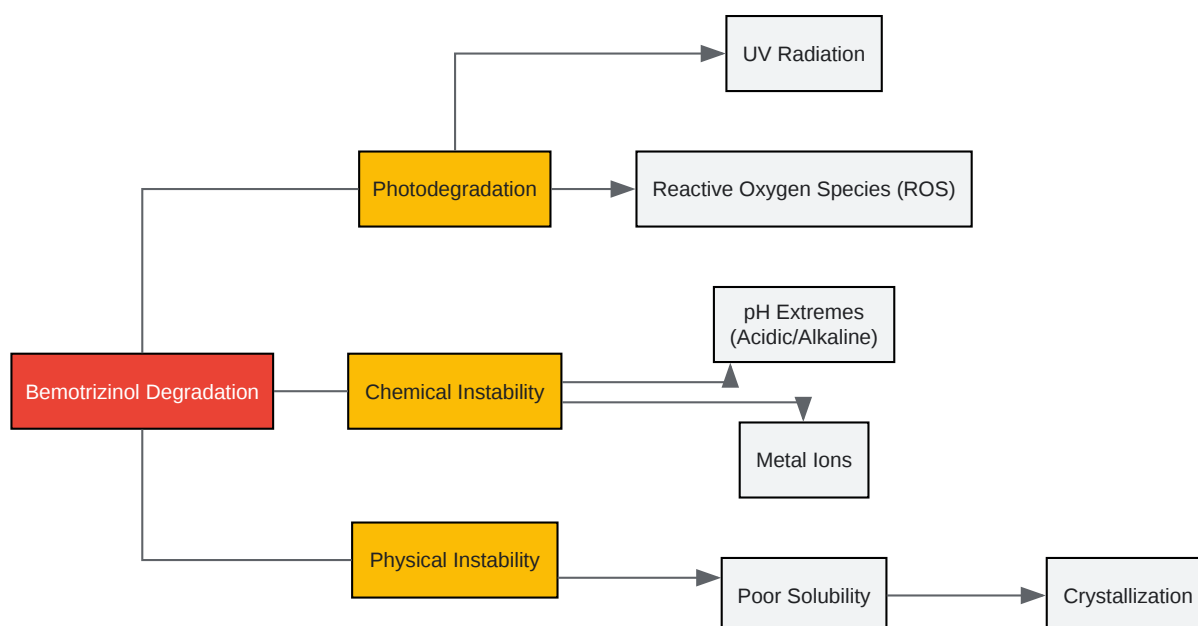 UV Radiation
Photodegradation
Reactive Oxygen Species (ROS)
pH Extremes
(Acidic/Alkaline)
Bemotrizinol Degradation
Chemical Instability
Metal Ions
Physical Instability
Poor Solubility
Crystallization